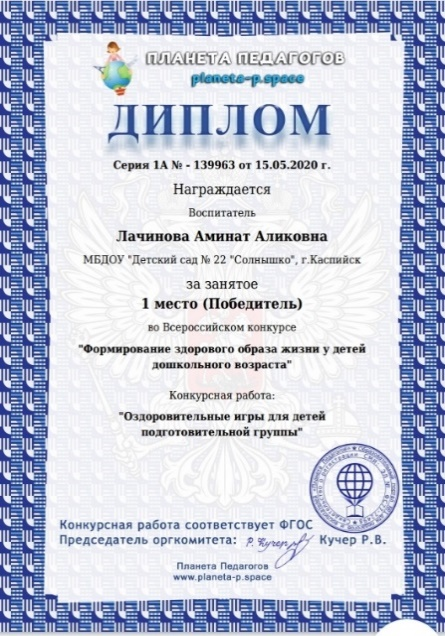 ПЛАНЕТА ПЕДАГОГОВ
planeta-p.space
ДИПЛОМ
Серия 1А № - 139963 от 15.05.2020 г.
Награждается
Воспитатель
Лачинова Аминат Аликовна
МБДОУ "Детский сад № 22 "Солнышко", г.Каспийск
за занятое
1 место (Победитель)
во Всероссийском конкурсе
"Формирование здорового образа жизни у детей
дошкольного возраста"
Конкурсная работа:
"Оздоровительные игры для детей
подготовительной группы"
Конкурсная работа соответствует ФГОС
Председатель оргкомитета: Р.Кучер Кучер Р.В.
Планета Педагогов
www.planeta-p.space